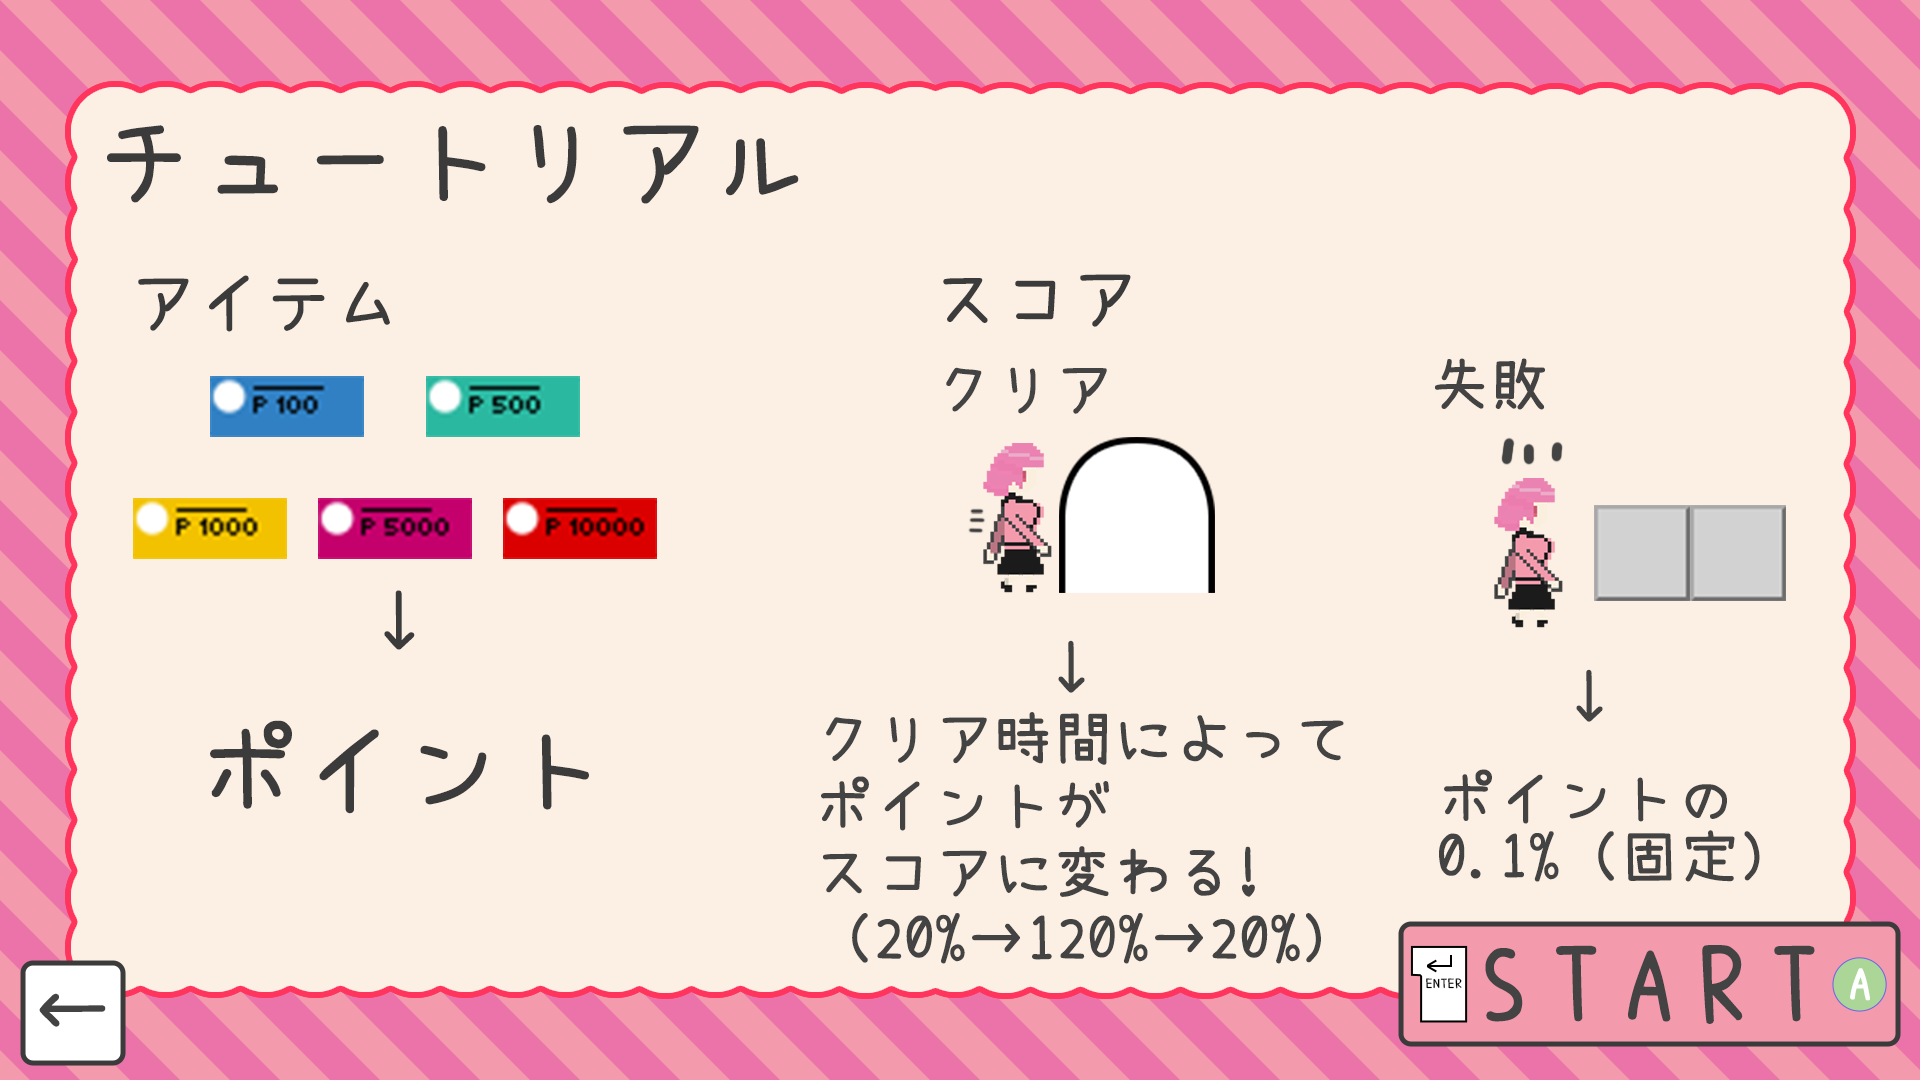 チュートリアル
アイテム
P 100
P 500
P 1000
P 5000
P 10000
↓
ポイント
スコア
クリア
↓
クリア時間によって
ポイントが
スコアに変わる!
(20%→120%→20%)
失敗
↓
ポイントの
0.1% (固定)
←
ENTER
START
A